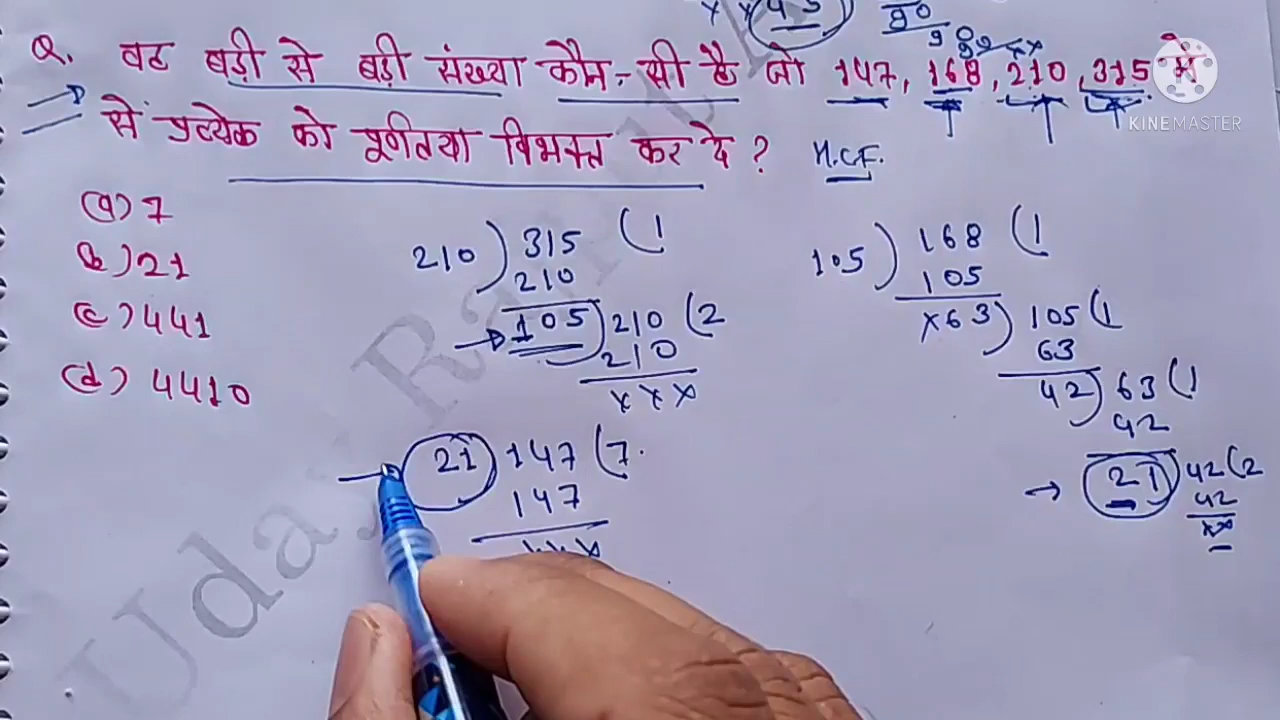 Q. वह बड़ी से बड़ी संख्या कौन-सी है जो 147, 168, 210, 315 में
से प्रत्येक को पूर्णतया विभक्त कर दे ? H.C.F.
(a) 7
(b) 21
(c) 441
(d) 4410
210 ) 315 ( 1
210
105 ) 210 ( 2
210
x x x
21 ) 147 ( 7
147
x x x
105 ) 168 ( 1
105
x63 ) 105 ( 1
63
42 ) 63 ( 1
42
21 ) 42 ( 2
42
xx
KINEMASTER